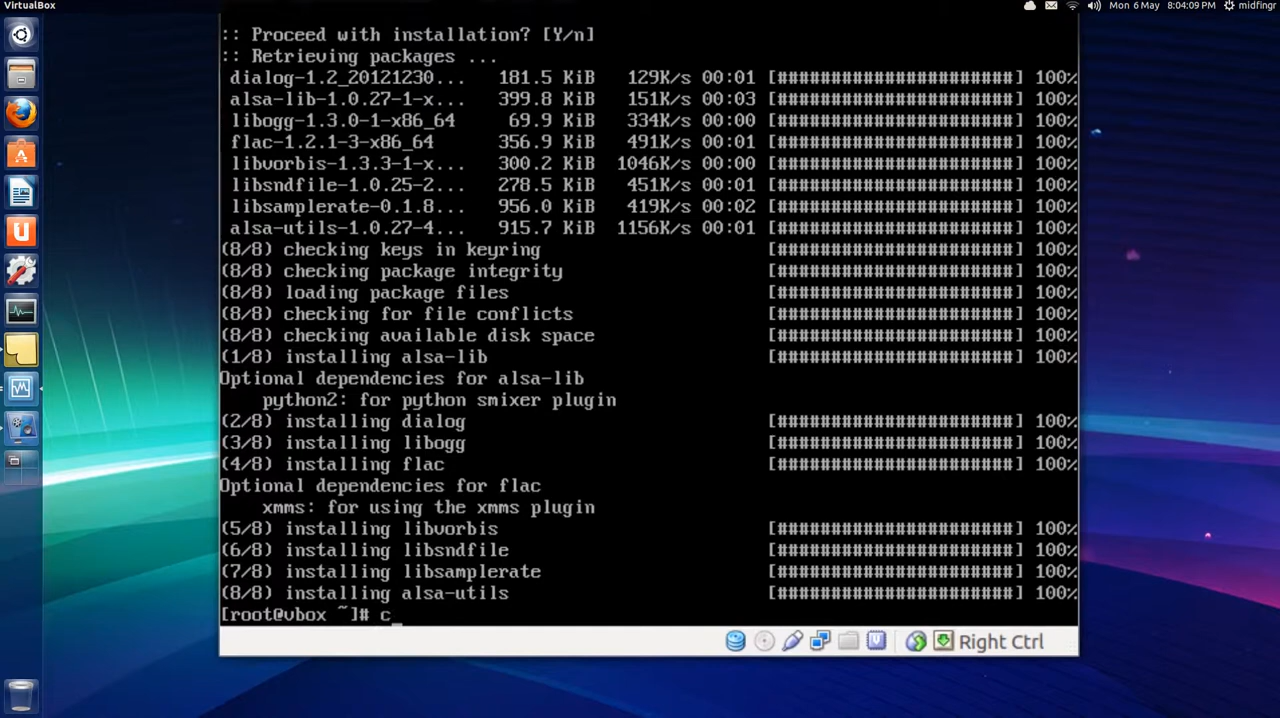 VirtualBox
Mon 6 May 8:04:09 PM midfingr
:: Proceed with installation? [Y/n]
:: Retrieving packages ...
dialog-1.2_20121230... 181.5 KiB 129K/s 00:01 [######################] 100%
alsa-lib-1.0.27-1-x... 399.8 KiB 151K/s 00:03 [######################] 100%
libogg-1.3.0-1-x86_64 69.9 KiB 334K/s 00:00 [######################] 100%
flac-1.2.1-3-x86_64 356.9 KiB 491K/s 00:01 [######################] 100%
libvorbis-1.3.3-1-x... 300.2 KiB 1046K/s 00:00 [######################] 100%
libsndfile-1.0.25-2... 278.5 KiB 451K/s 00:01 [######################] 100%
libsamplerate-0.1.8... 956.0 KiB 419K/s 00:02 [######################] 100%
alsa-utils-1.0.27-4... 915.7 KiB 1156K/s 00:01 [######################] 100%
(8/8) checking keys in keyring [######################] 100%
(8/8) checking package integrity [######################] 100%
(8/8) loading package files [######################] 100%
(8/8) checking for file conflicts [######################] 100%
(8/8) checking available disk space [######################] 100%
(1/8) installing alsa-lib [######################] 100%
Optional dependencies for alsa-lib
python2: for python smixer plugin
(2/8) installing dialog [######################] 100%
(3/8) installing libogg [######################] 100%
(4/8) installing flac [######################] 100%
Optional dependencies for flac
xmms: for using the xmms plugin
(5/8) installing libvorbis [######################] 100%
(6/8) installing libsndfile [######################] 100%
(7/8) installing libsamplerate [######################] 100%
(8/8) installing alsa-utils [######################] 100%
[root@vbox ~]# c_
Right Ctrl